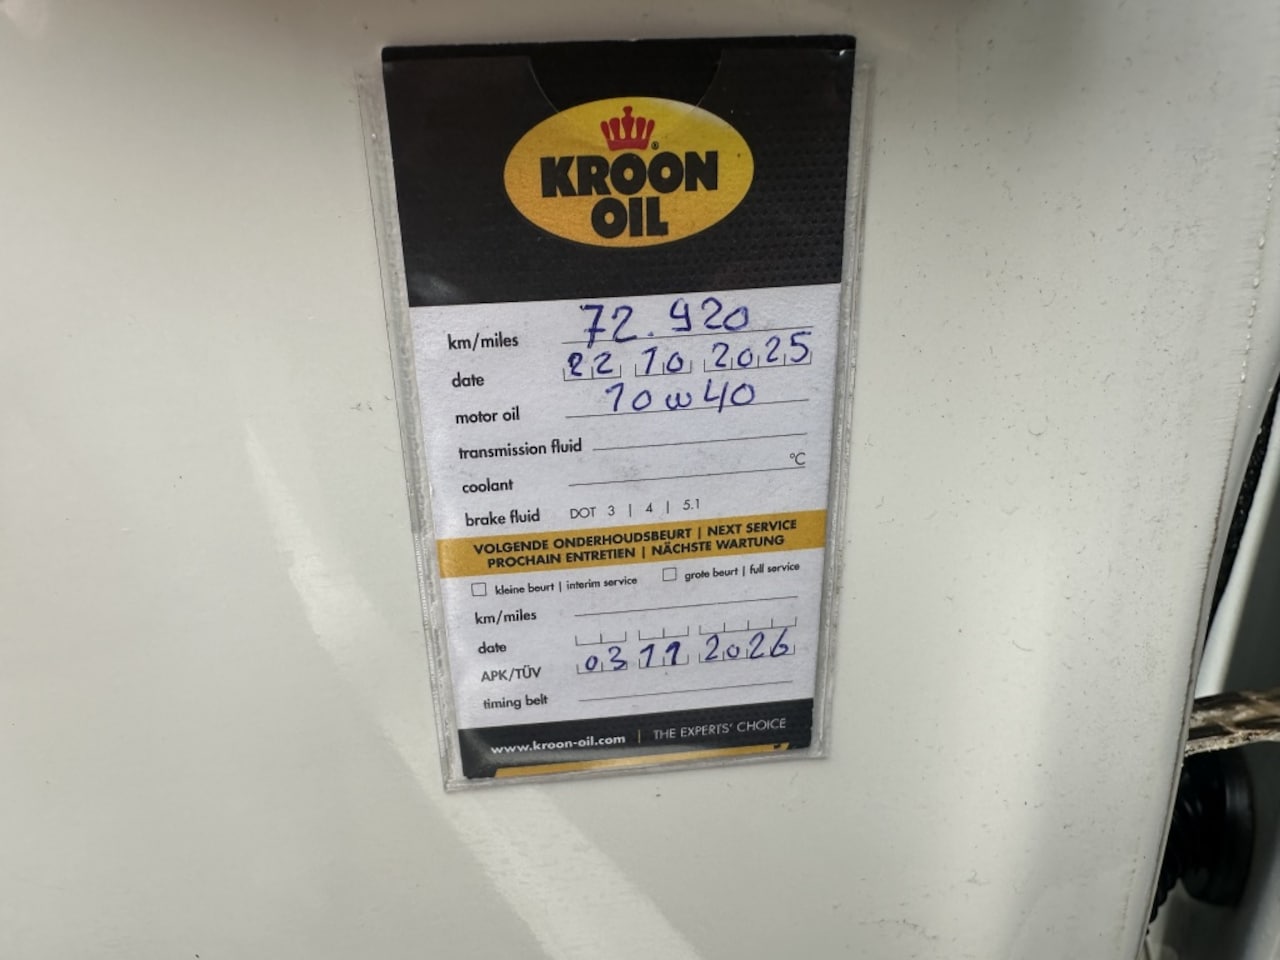 KROON
OIL
km/miles 72.920
date 22 10 2025
motor oil 10w40
transmission fluid
coolant °C
brake fluid DOT 3 | 4 | 5.1
VOLGENDE ONDERHOUDSBEURT | NEXT SERVICE
PROCHAIN ENTRETIEN | NÄCHSTE WARTUNG
kleine beurt | interim service grote beurt | full service
km/miles
date
APK/TÜV 03 11 2026
timing belt
www.kroon-oil.com | THE EXPERTS' CHOICE